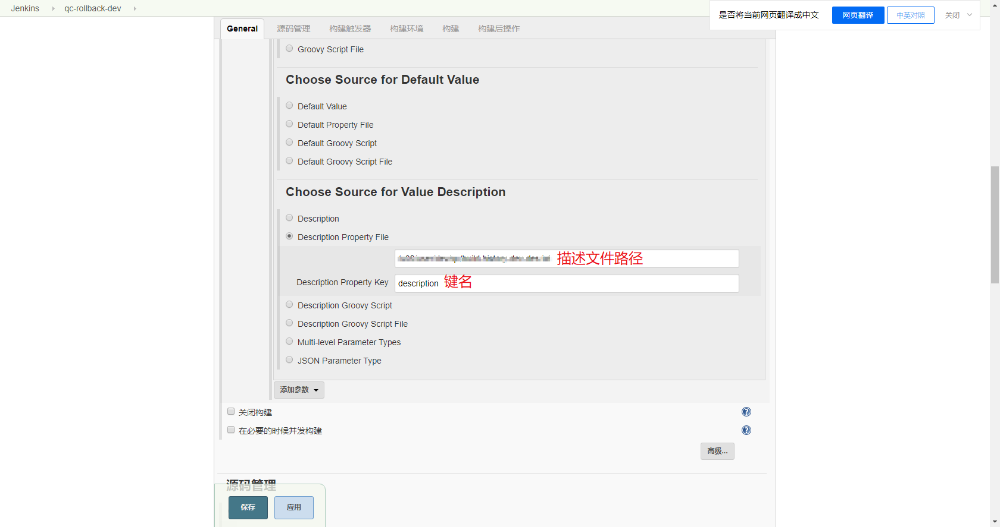 Jenkins qc-rollback-dev
是否将当前网页翻译成中文 网页翻译 中英对照 关闭
General 源码管理 构建触发器 构建环境 构建 构建后操作
Groovy Script File
Choose Source for Default Value
Default Value
Default Property File
Default Groovy Script
Default Groovy Script File
Choose Source for Value Description
Description
Description Property File
描述文件路径
Description Property Key description 键名
Description Groovy Script
Description Groovy Script File
Multi-level Parameter Types
JSON Parameter Type
添加参数
关闭构建
在必要的时候并发构建
高级...
源码管理
保存 应用